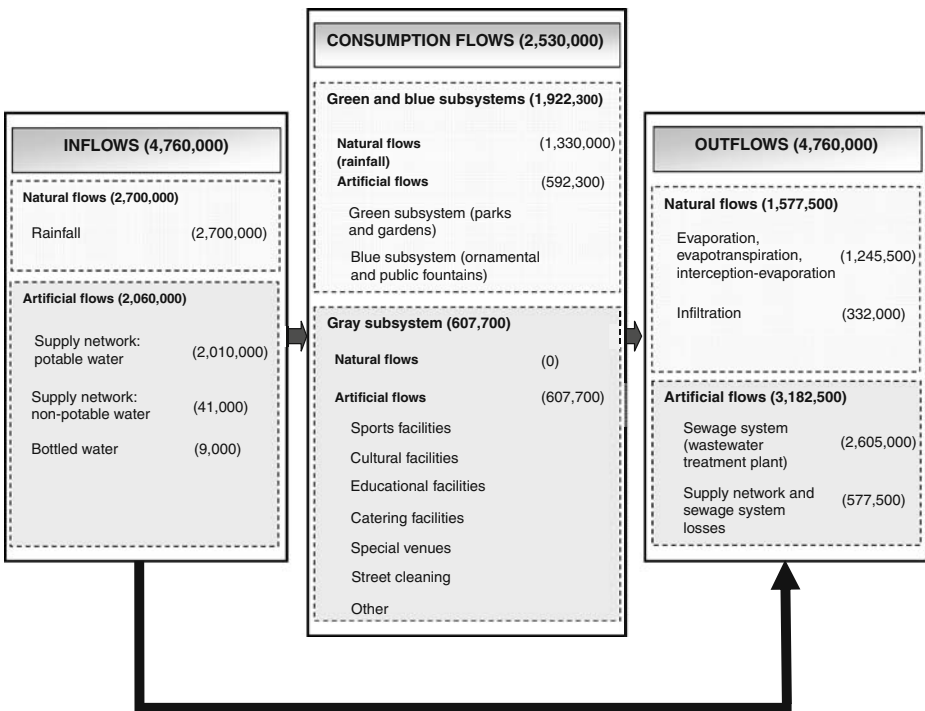 INFLOWS (4,760,000)
Natural flows (2,700,000)
Rainfall (2,700,000)
Artificial flows (2,060,000)
Supply network:
potable water (2,010,000)
Supply network:
non-potable water (41,000)
Bottled water (9,000)
CONSUMPTION FLOWS (2,530,000)
Green and blue subsystems (1,922,300)
Natural flows (1,330,000)
(rainfall)
Artificial flows (592,300)
Green subsystem (parks
and gardens)
Blue subsystem (ornamental
and public fountains)
Gray subsystem (607,700)
Natural flows (0)
Artificial flows (607,700)
Sports facilities
Cultural facilities
Educational facilities
Catering facilities
Special venues
Street cleaning
Other
OUTFLOWS (4,760,000)
Natural flows (1,577,500)
Evaporation,
evapotranspiration, (1,245,500)
interception-evaporation
Infiltration (332,000)
Artificial flows (3,182,500)
Sewage system
(wastewater (2,605,000)
treatment plant)
Supply network and
sewage system (577,500)
losses